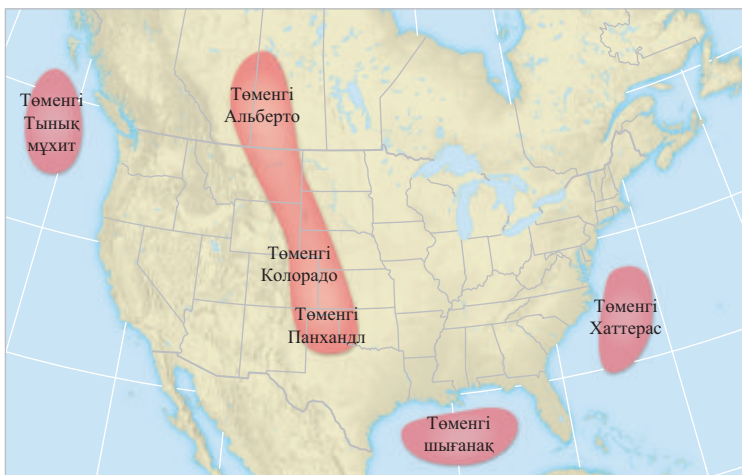 Төменгі
Тынық
мұхит
Төменгі
Альберто
Төменгі
Колорадо
Төменгі
Панхандл
Төменгі
Хаттерас
Төменгі
шығанақ